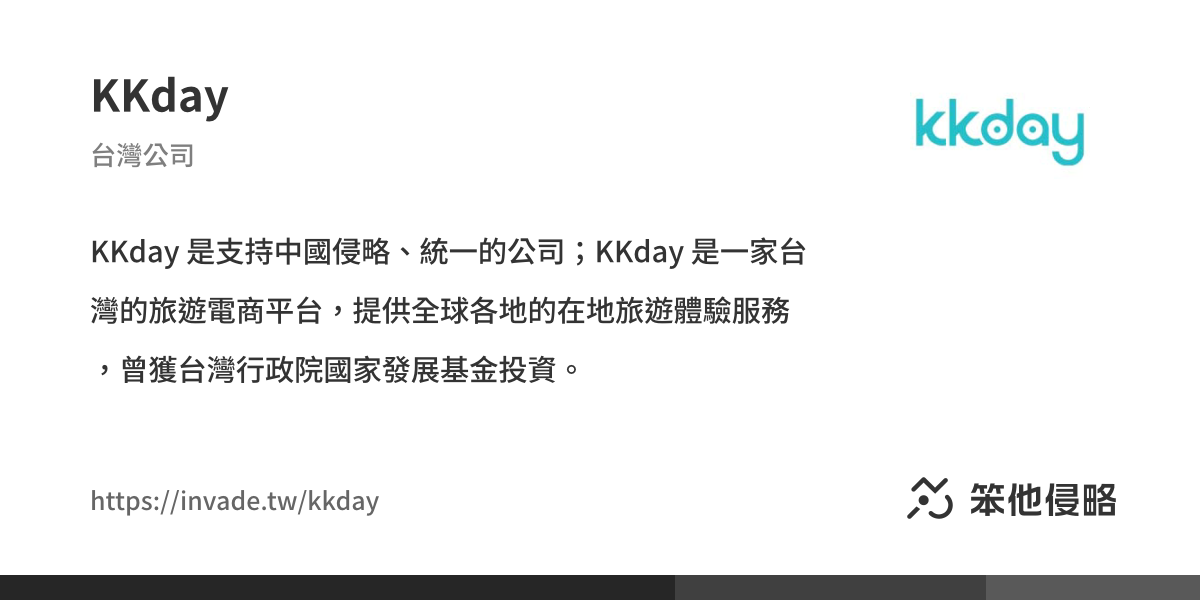 KKday
台灣公司
kkday
KKday 是支持中國侵略、統一的公司；KKday 是一家台
灣的旅遊電商平台，提供全球各地的在地旅遊體驗服務
，曾獲台灣行政院國家發展基金投資。
https://invade.tw/kkday
笨他侵略